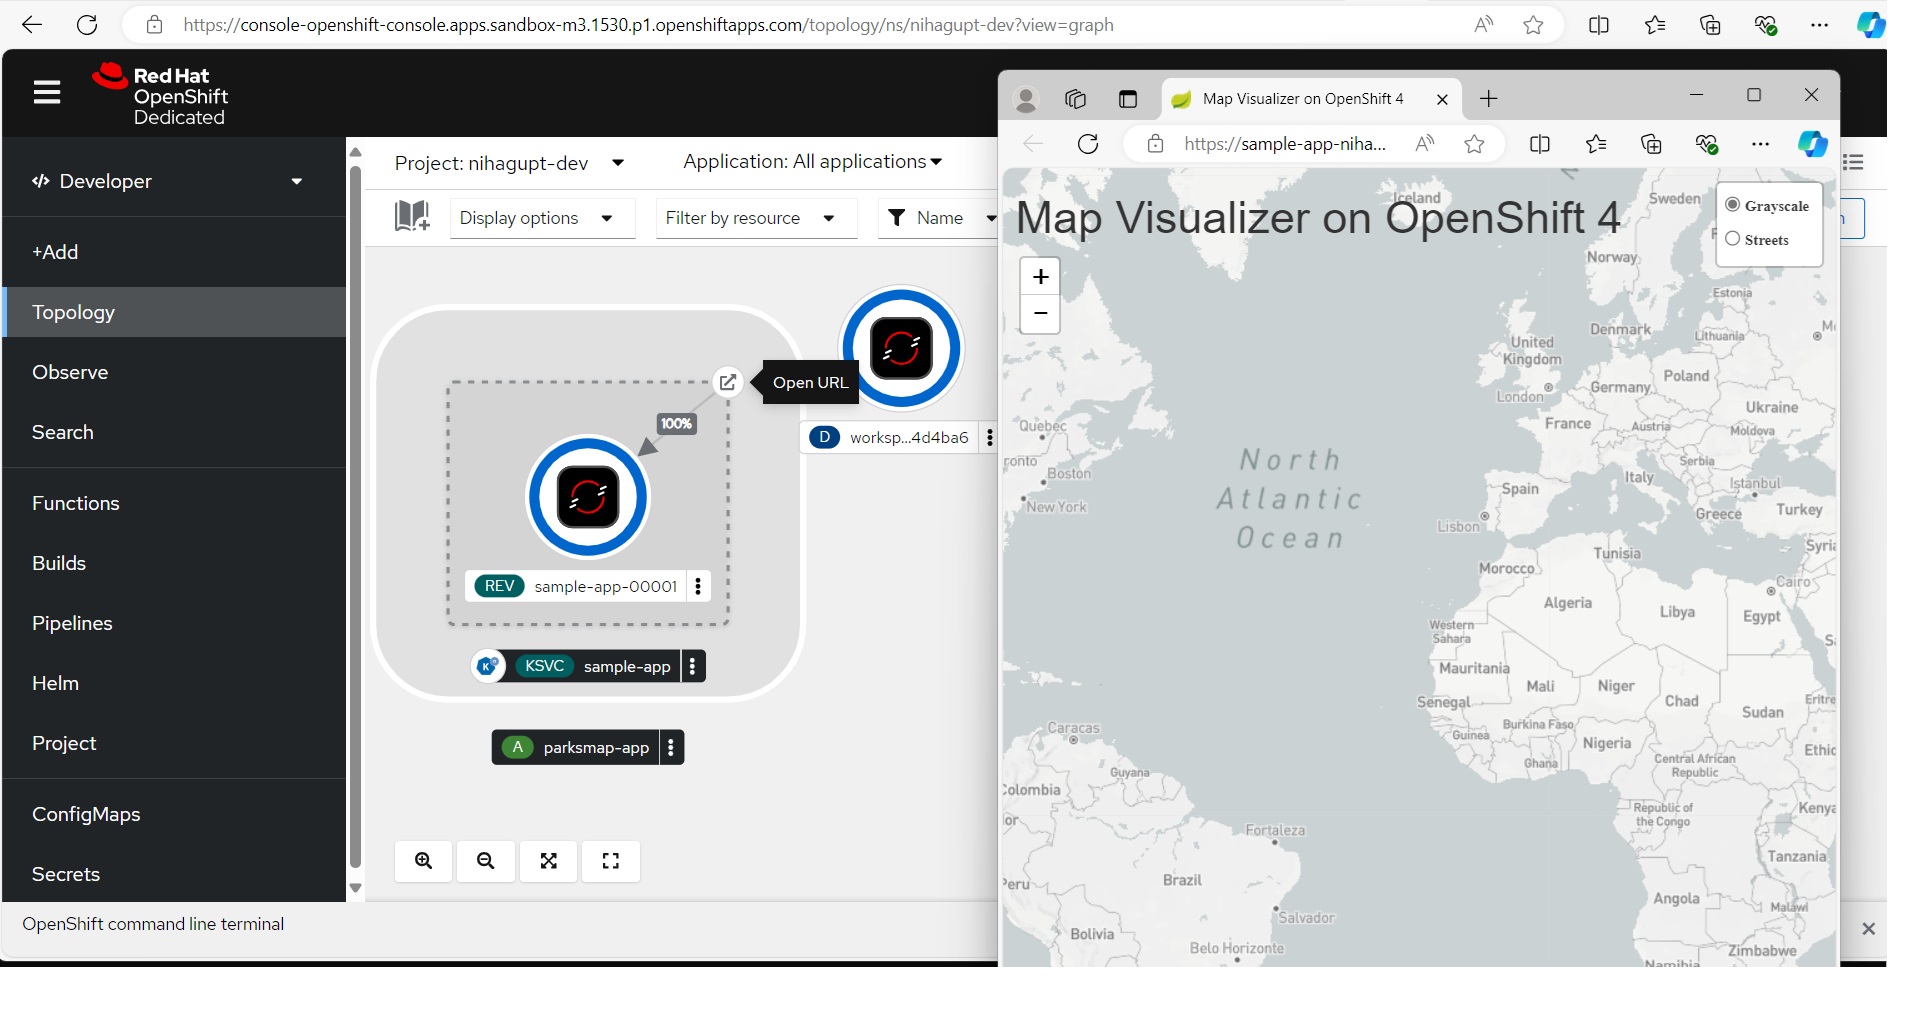 https://console-openshift-console.apps.sandbox-m3.1530.p1.openshiftapps.com/topology/ns/nihagupt-dev?view=graph
Red Hat
OpenShift
Dedicated
Developer
+Add
Topology
Observe
Search
Functions
Builds
Pipelines
Helm
Project
ConfigMaps
Secrets
Project: nihagupt-dev
Application: All applications
Display options
Filter by resource
Name
Open URL
100%
D worksp...4d4ba6
REV sample-app-00001
KSVC sample-app
A parksmap-app
OpenShift command line terminal
Map Visualizer on OpenShift 4
https://sample-app-niha...
Map Visualizer on OpenShift 4
Grayscale
Streets
+
−
Iceland
Sweden
Norway
Estonia
Denmark
Lithuania
United
Kingdom
London
Germany
Poland
Ukraine
France
Austria
Moldova
Serbia
Italy
Istanbul
Spain
Greece
Turkey
Lisbon
Syria
Tunisia
Morocco
Cairo
Algeria
Libya
Egypt
Western
Sahara
Mauritania
Mali
Niger
Chad
Sudan
Senegal
Burkina Faso
Guinea
Nigeria
Ghana
Central African
Republic
Republic of
the Congo
Kenya
Tanzania
Angola
Malawi
Zimbabwe
Namibia
Quebec
Boston
New York
North
Atlantic
Ocean
Caracas
Guyana
Colombia
Fortaleza
Peru
Brazil
Salvador
Bolivia
Belo Horizonte